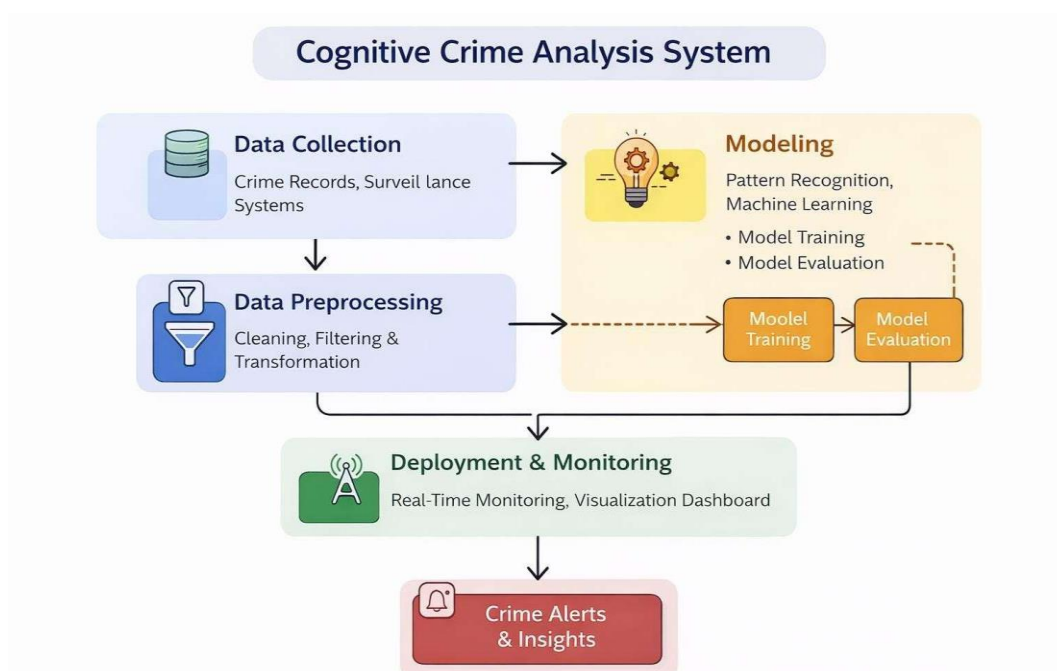 Cognitive Crime Analysis System
Data Collection
Crime Records, Surveil lance
Systems
Modeling
Pattern Recognition,
Machine Learning
• Model Training
• Model Evaluation
Data Preprocessing
Cleaning, Filtering &
Transformation
Moolel
Training
Model
Evaluation
Deployment & Monitoring
Real-Time Monitoring, Visualization Dashboard
Crime Alerts
& Insights